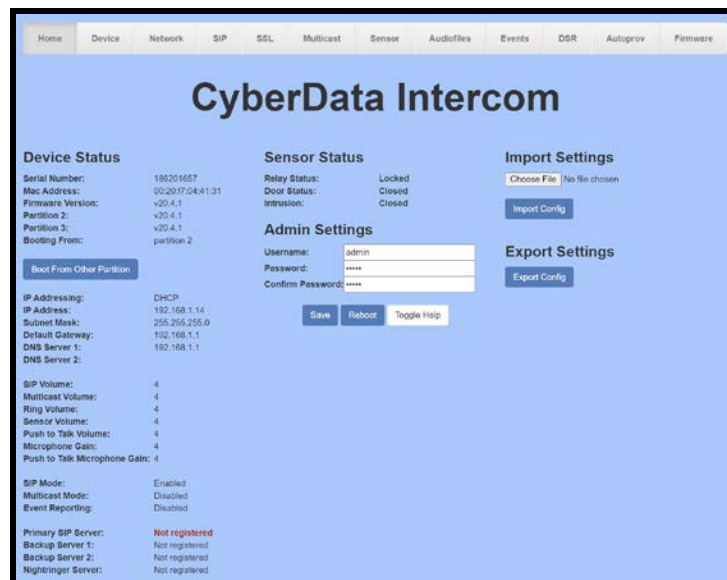 Home Device Network SIP SSL Multicast Sensor Audiofiles Events DSR Autoprov Firmware
CyberData Intercom
Device Status
Serial Number: 186201657
Mac Address: 00:20:f7:04:41:31
Firmware Version: v20.4.1
Partition 2: v20.4.1
Partition 3: v20.4.1
Booting From: partition 2
Boot From Other Partition
IP Addressing: DHCP
IP Address: 192.168.1.14
Subnet Mask: 255.255.255.0
Default Gateway: 192.168.1.1
DNS Server 1: 192.168.1.1
DNS Server 2:
SIP Volume: 4
Multicast Volume: 4
Ring Volume: 4
Sensor Volume: 4
Push to Talk Volume: 4
Microphone Gain: 4
Push to Talk Microphone Gain: 4
SIP Mode: Enabled
Multicast Mode: Disabled
Event Reporting: Disabled
Primary SIP Server: Not registered
Backup Server 1: Not registered
Backup Server 2: Not registered
Nightringer Server: Not registered
Sensor Status
Relay Status: Locked
Door Status: Closed
Intrusion: Closed
Admin Settings
Username: admin
Password: •••••
Confirm Password: •••••
Save Reboot Toggle Help
Import Settings
Choose File No file chosen
Import Config
Export Settings
Export Config